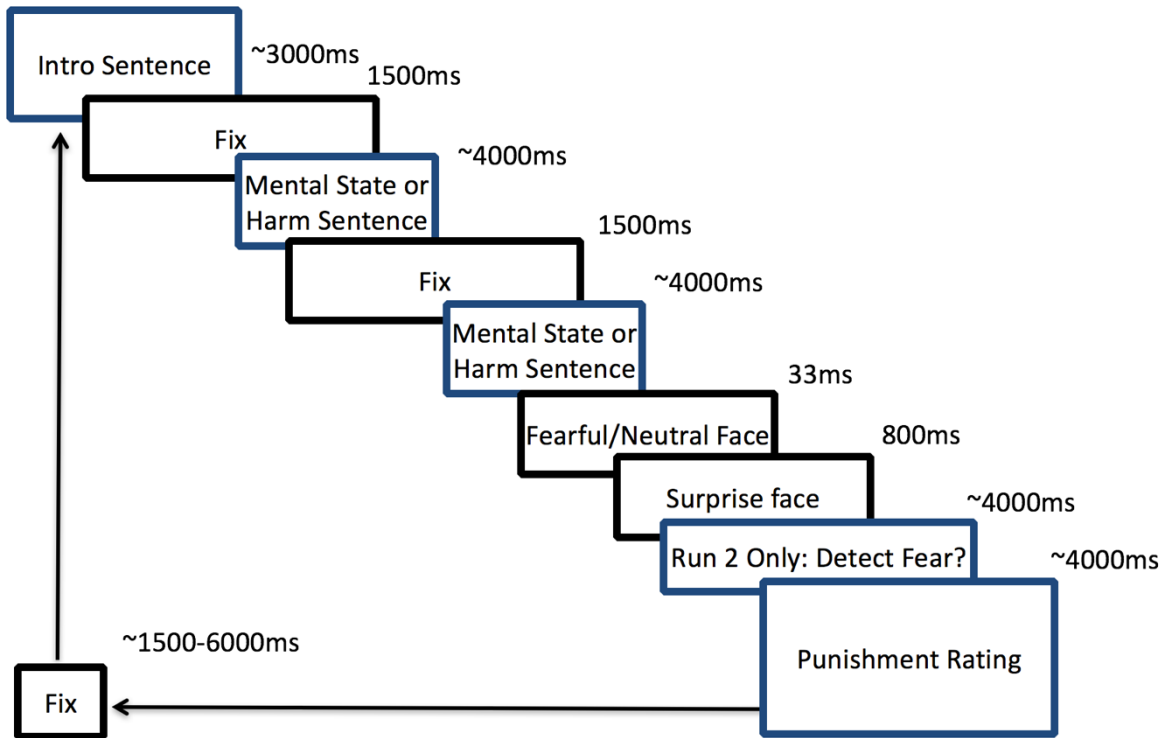 Intro Sentence
~3000ms
1500ms
Fix
~4000ms
Mental State or
Harm Sentence
1500ms
Fix
~4000ms
Mental State or
Harm Sentence
33ms
Fearful/Neutral Face
800ms
Surprise face
~4000ms
Run 2 Only: Detect Fear?
~4000ms
Punishment Rating
~1500-6000ms
Fix